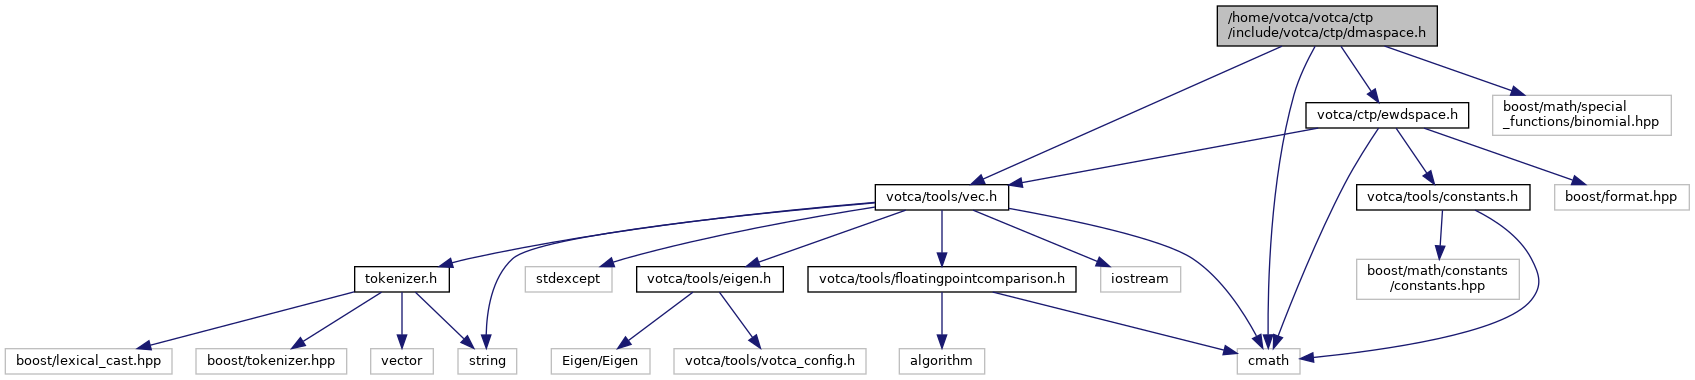 /home/votca/votca/ctp
/include/votca/ctp/dmaspace.h
votca/ctp/ewdspace.h
boost/math/special
_functions/binomial.hpp
votca/tools/vec.h
votca/tools/constants.h
boost/format.hpp
tokenizer.h
stdexcept
votca/tools/eigen.h
votca/tools/floatingpointcomparison.h
iostream
boost/math/constants
/constants.hpp
boost/lexical_cast.hpp
boost/tokenizer.hpp
vector
string
Eigen/Eigen
votca/tools/votca_config.h
algorithm
cmath